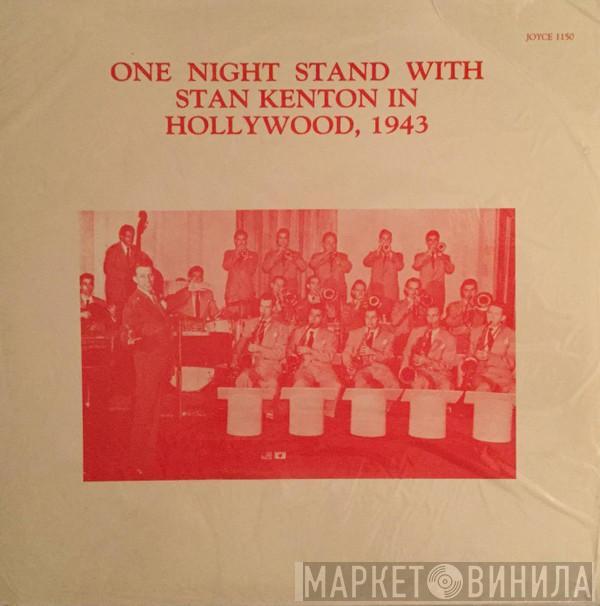 JOYCE 1150
ONE NIGHT STAND WITH
STAN KENTON IN
HOLLYWOOD, 1943
МАРКЕТ ВИНИЛА